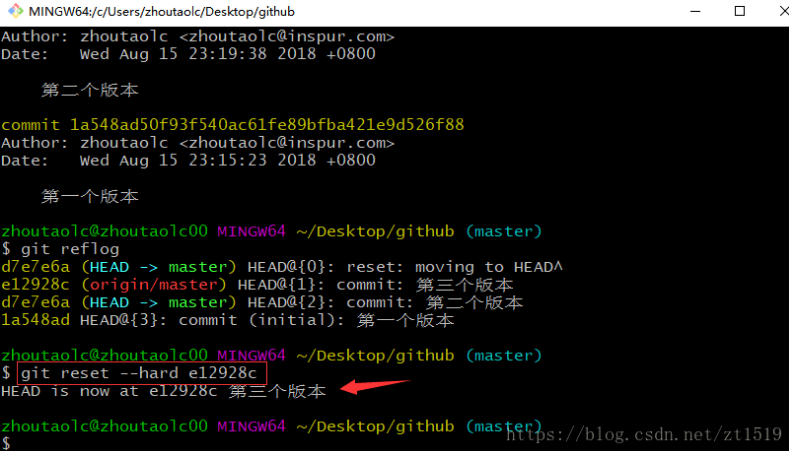 MINGW64:/c/Users/zhoutaolc/Desktop/github
Author: zhoutaolc <zhoutaolc@inspur.com>
Date:   Wed Aug 15 23:19:38 2018 +0800
第二个版本
commit 1a548ad50f93f540ac61fe89bfba421e9d526f88
Author: zhoutaolc <zhoutaolc@inspur.com>
Date:   Wed Aug 15 23:15:23 2018 +0800
第一个版本
zhoutaolc@zhoutaolc00 MINGW64 ~/Desktop/github (master)
$ git reflog
d7e7e6a (HEAD -> master) HEAD@{0}: reset: moving to HEAD^
e12928c (origin/master) HEAD@{1}: commit: 第三个版本
d7e7e6a (HEAD -> master) HEAD@{2}: commit: 第二个版本
1a548ad HEAD@{3}: commit (initial): 第一个版本
zhoutaolc@zhoutaolc00 MINGW64 ~/Desktop/github (master)
$ git reset --hard e12928c
HEAD is now at e12928c 第三个版本
zhoutaolc@zhoutaolc00 MINGW64 ~/Desktop/github (master)
$
https://blog.csdn.net/zt1519